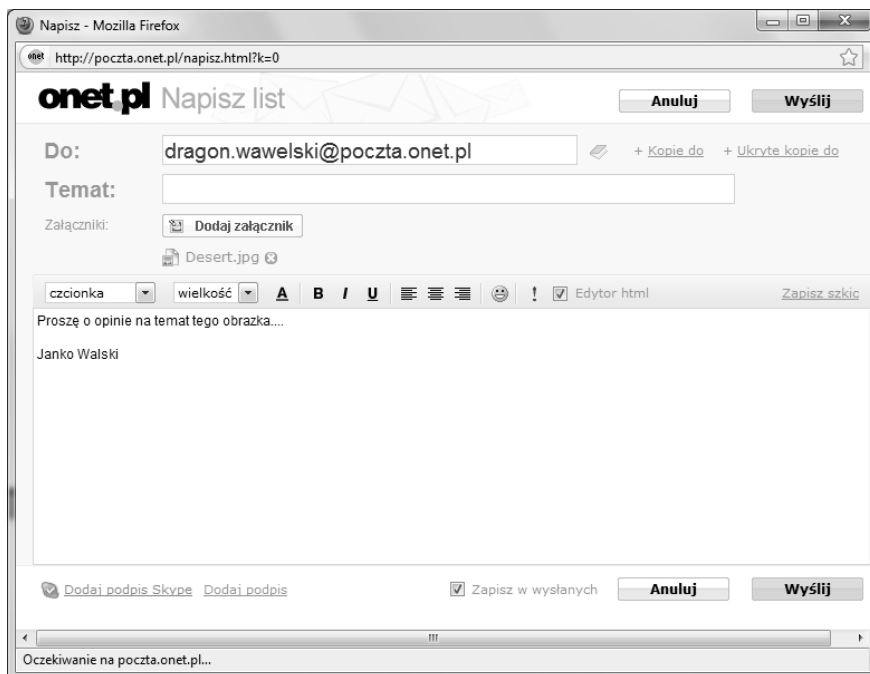 Napisz - Mozilla Firefox
onet http://poczta.onet.pl/napisz.html?k=0
onet.pl Napisz list Anuluj Wyślij
Do: dragon.wawelski@poczta.onet.pl + Kopie do + Ukryte kopie do
Temat:
Załączniki: Dodaj załącznik
Desert.jpg
czcionka wielkość A B I U ! Edytor html Zapisz szkic
Proszę o opinie na temat tego obrazka....
Janko Walski
Dodaj podpis Skype Dodaj podpis Zapisz w wysłanych Anuluj Wyślij
Oczekiwanie na poczta.onet.pl...